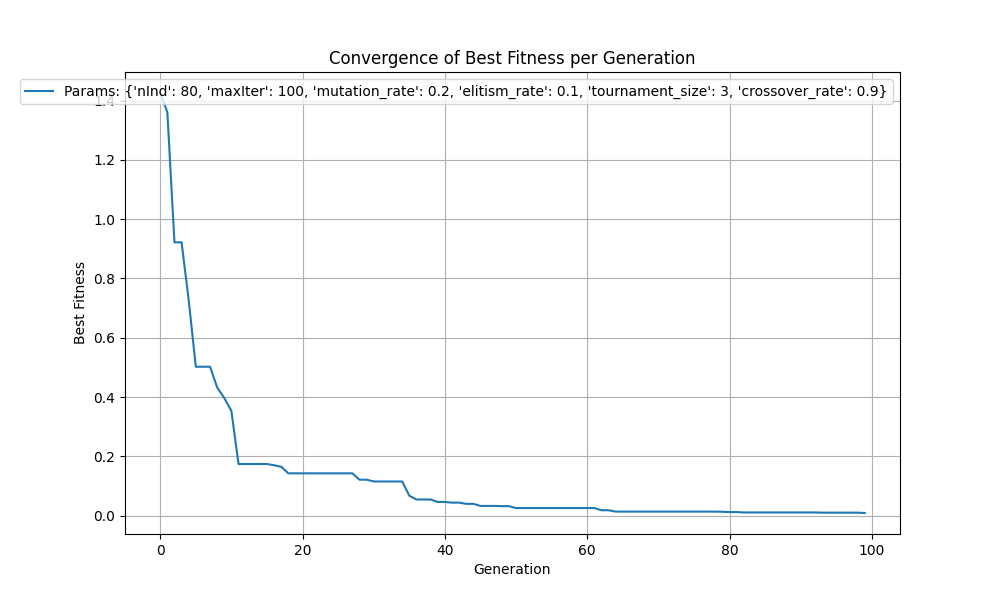 Convergence of Best Fitness per Generation
Params: {'nInd': 80, 'maxIter': 100, 'mutation_rate': 0.2, 'elitism_rate': 0.1, 'tournament_size': 3, 'crossover_rate': 0.9}
1.4
1.2
1.0
0.8
0.6
0.4
0.2
0.0
Best Fitness
0 20 40 60 80 100
Generation